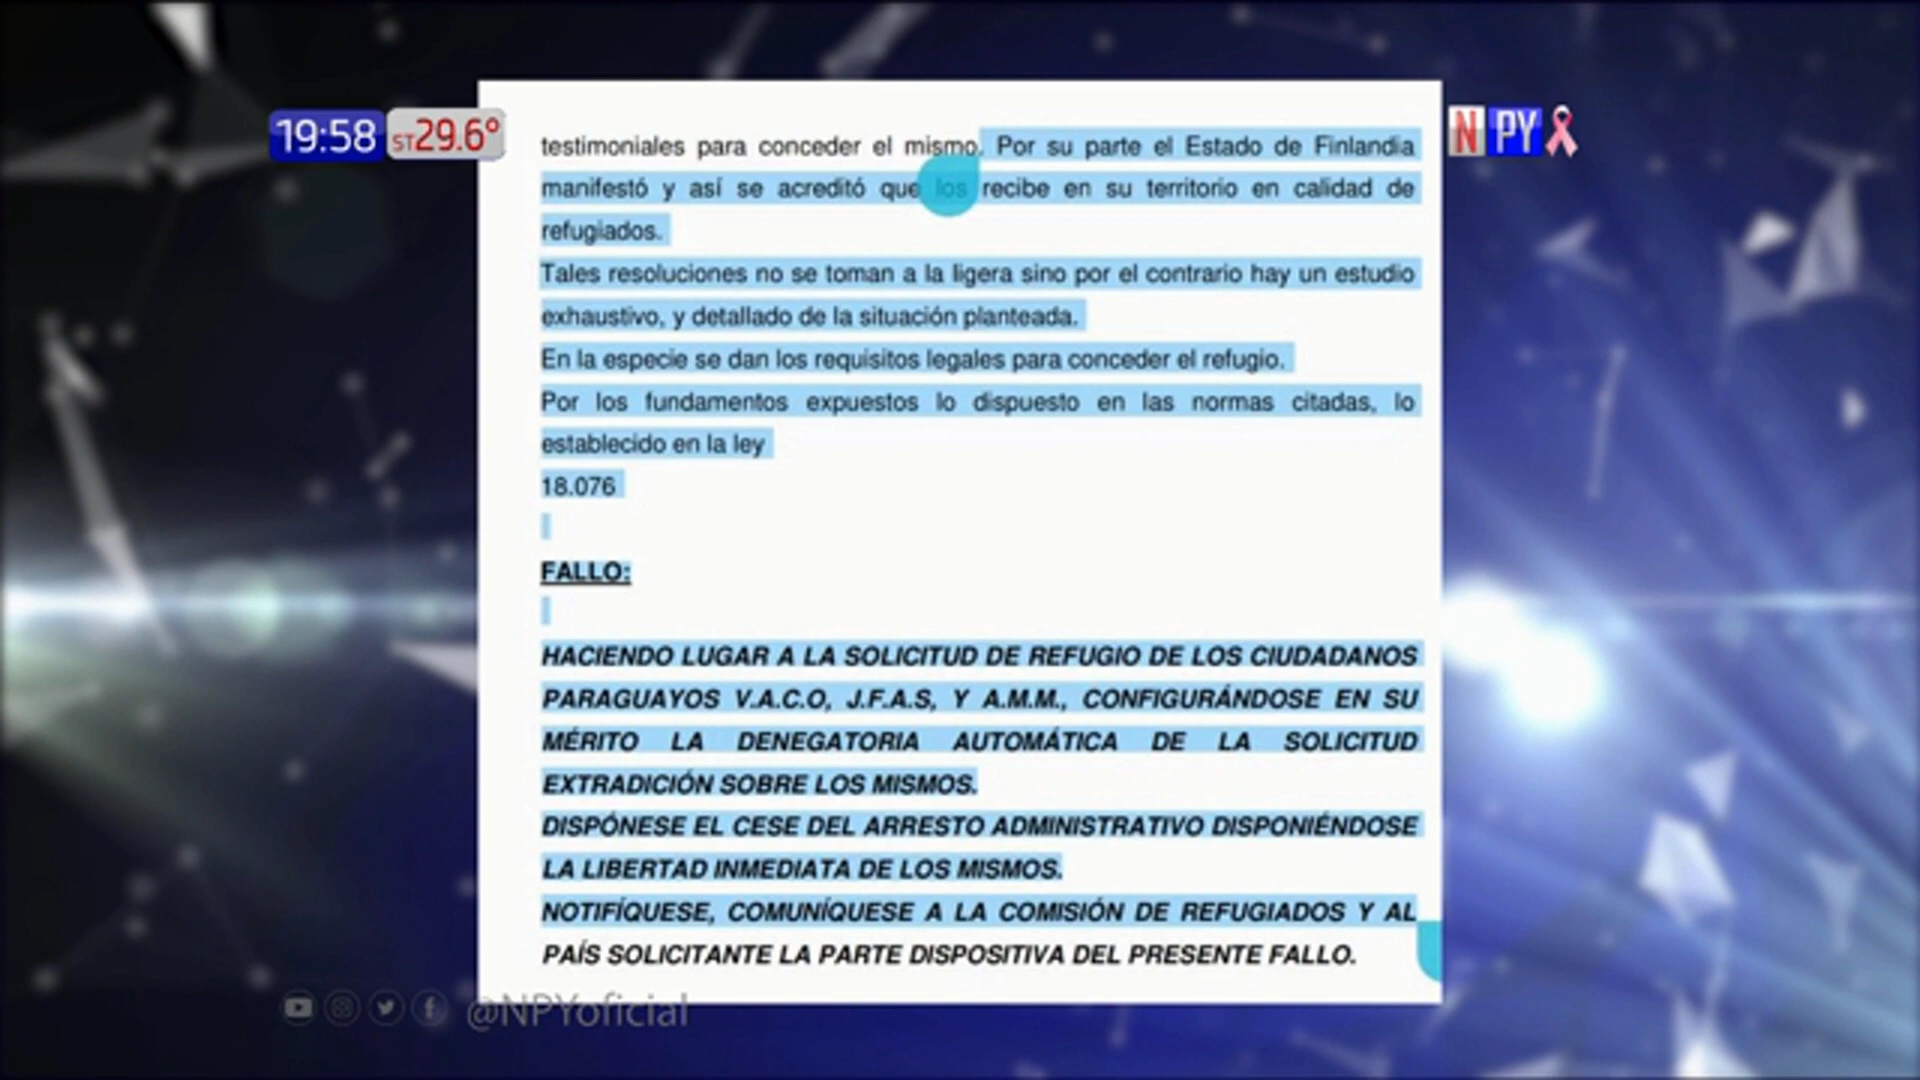 19:58
ST 29.6°
NPY
testimoniales para conceder el mismo. Por su parte el Estado de Finlandia
manifestó y así se acreditó que los recibe en su territorio en calidad de
refugiados.
Tales resoluciones no se toman a la ligera sino por el contrario hay un estudio
exhaustivo, y detallado de la situación planteada.
En la especie se dan los requisitos legales para conceder el refugio.
Por los fundamentos expuestos lo dispuesto en las normas citadas, lo
establecido en la ley
18.076
FALLO:
HACIENDO LUGAR A LA SOLICITUD DE REFUGIO DE LOS CIUDADANOS
PARAGUAYOS V.A.C.O, J.F.A.S, Y A.M.M., CONFIGURÁNDOSE EN SU
MÉRITO LA DENEGATORIA AUTOMÁTICA DE LA SOLICITUD
EXTRADICIÓN SOBRE LOS MISMOS.
DISPÓNESE EL CESE DEL ARRESTO ADMINISTRATIVO DISPONIÉNDOSE
LA LIBERTAD INMEDIATA DE LOS MISMOS.
NOTIFÍQUESE, COMUNÍQUESE A LA COMISIÓN DE REFUGIADOS Y AL
PAÍS SOLICITANTE LA PARTE DISPOSITIVA DEL PRESENTE FALLO.
@NPYoficial